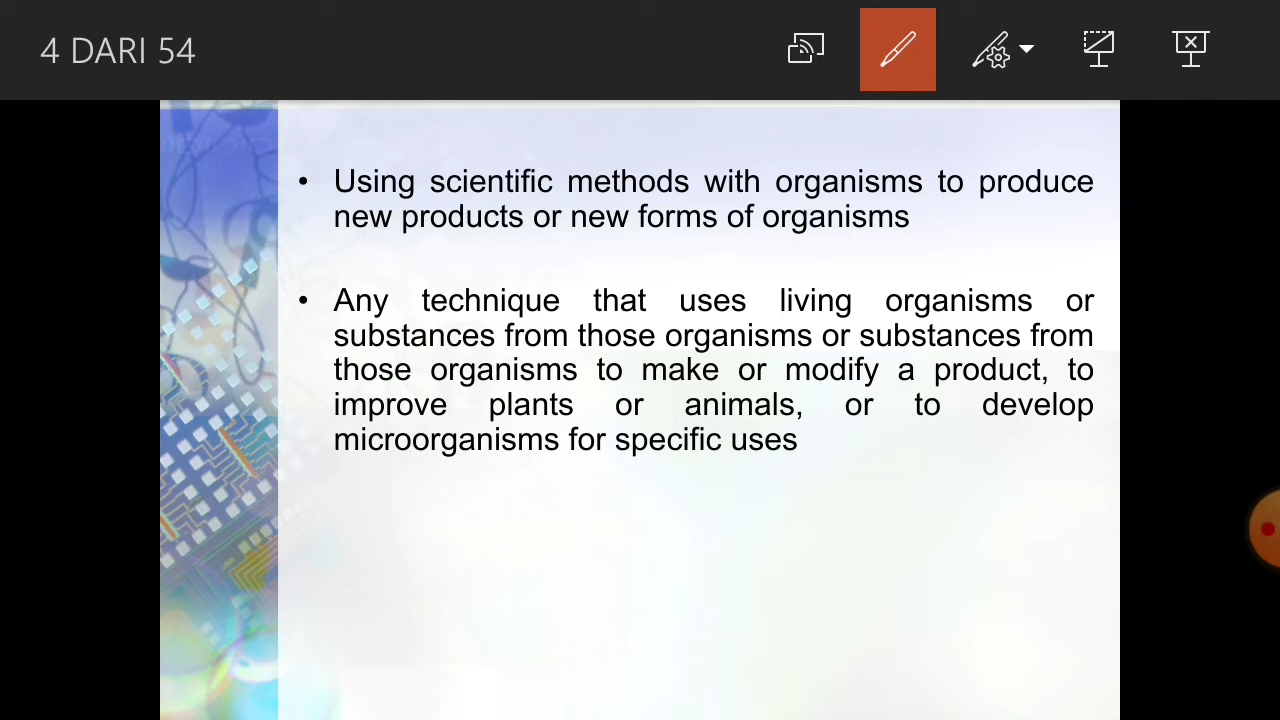 4 DARI 54
• Using scientific methods with organisms to produce
new products or new forms of organisms
• Any technique that uses living organisms or
substances from those organisms or substances from
those organisms to make or modify a product, to
improve plants or animals, or to develop
microorganisms for specific uses